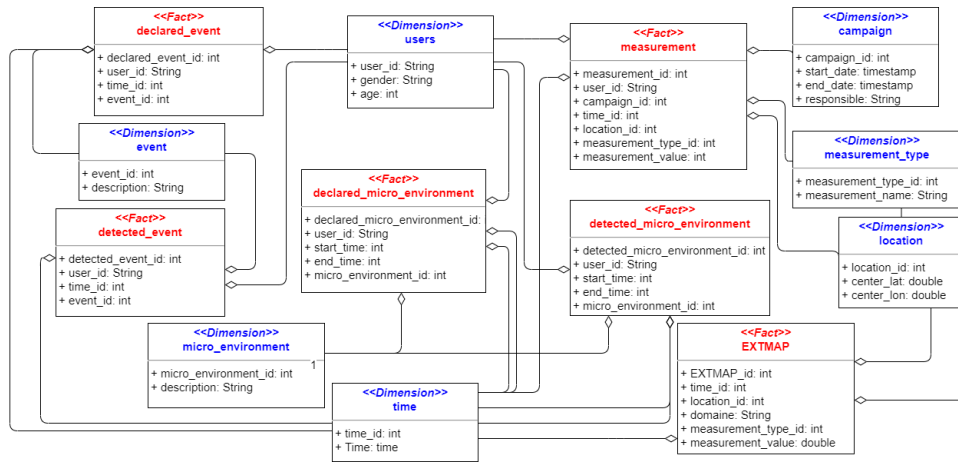 <<Fact>>
declared_event
+ declared_event_id: int
+ user_id: String
+ time_id: int
+ event_id: int
<<Dimension>>
users
+ user_id: String
+ gender: String
+ age: int
<<Fact>>
measurement
+ measurement_id: int
+ user_id: String
+ campaign_id: int
+ time_id: int
+ location_id: int
+ measurement_type_id: int
+ measurement_value: int
<<Dimension>>
campaign
+ campaign_id: int
+ start_date: timestamp
+ end_date: timestamp
+ responsible: String
<<Dimension>>
event
+ event_id: int
+ description: String
<<Dimension>>
measurement_type
+ measurement_type_id: int
+ measurement_name: String
<<Fact>>
declared_micro_environment
+ declared_micro_environment_id:
+ user_id: String
+ start_time: int
+ end_time: int
+ micro_environment_id: int
<<Fact>>
detected_event
+ detected_event_id: int
+ user_id: String
+ time_id: int
+ event_id: int
<<Fact>>
detected_micro_environment
+ detected_micro_environment_id: int
+ user_id: String
+ start_time: int
+ end_time: int
+ micro_environment_id: int
<<Dimension>>
location
+ location_id: int
+ center_lat: double
+ center_lon: double
<<Dimension>>
micro_environment
1
+ micro_environment_id: int
+ description: String
<<Fact>>
EXTMAP
+ EXTMAP_id: int
+ time_id: int
+ location_id: int
+ domaine: String
+ measurement_type_id: int
+ measurement_value: double
<<Dimension>>
time
+ time_id: int
+ Time: time